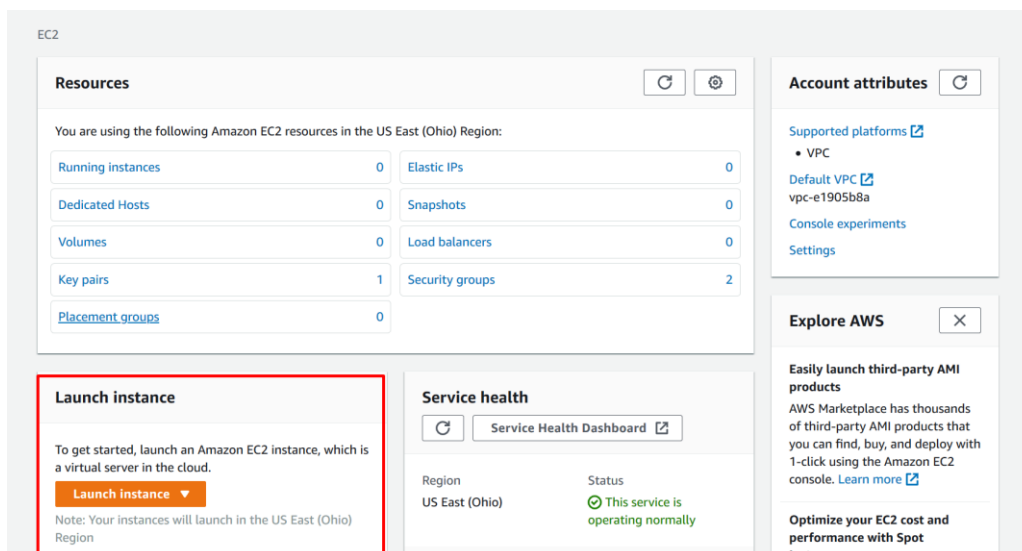 EC2
Resources
You are using the following Amazon EC2 resources in the US East (Ohio) Region:
Running instances 0
Elastic IPs 0
Dedicated Hosts 0
Snapshots 0
Volumes 0
Load balancers 0
Key pairs 1
Security groups 2
Placement groups 0
Launch instance
To get started, launch an Amazon EC2 instance, which is
a virtual server in the cloud.
Launch instance
Note: Your instances will launch in the US East (Ohio)
Region
Service health
Service Health Dashboard
Region Status
US East (Ohio) This service is
operating normally
Account attributes
Supported platforms
• VPC
Default VPC
vpc-e1905b8a
Console experiments
Settings
Explore AWS
Easily launch third-party AMI
products
AWS Marketplace has thousands
of third-party AMI products that
you can find, buy, and deploy with
1-click using the Amazon EC2
console. Learn more
Optimize your EC2 cost and
performance with Spot